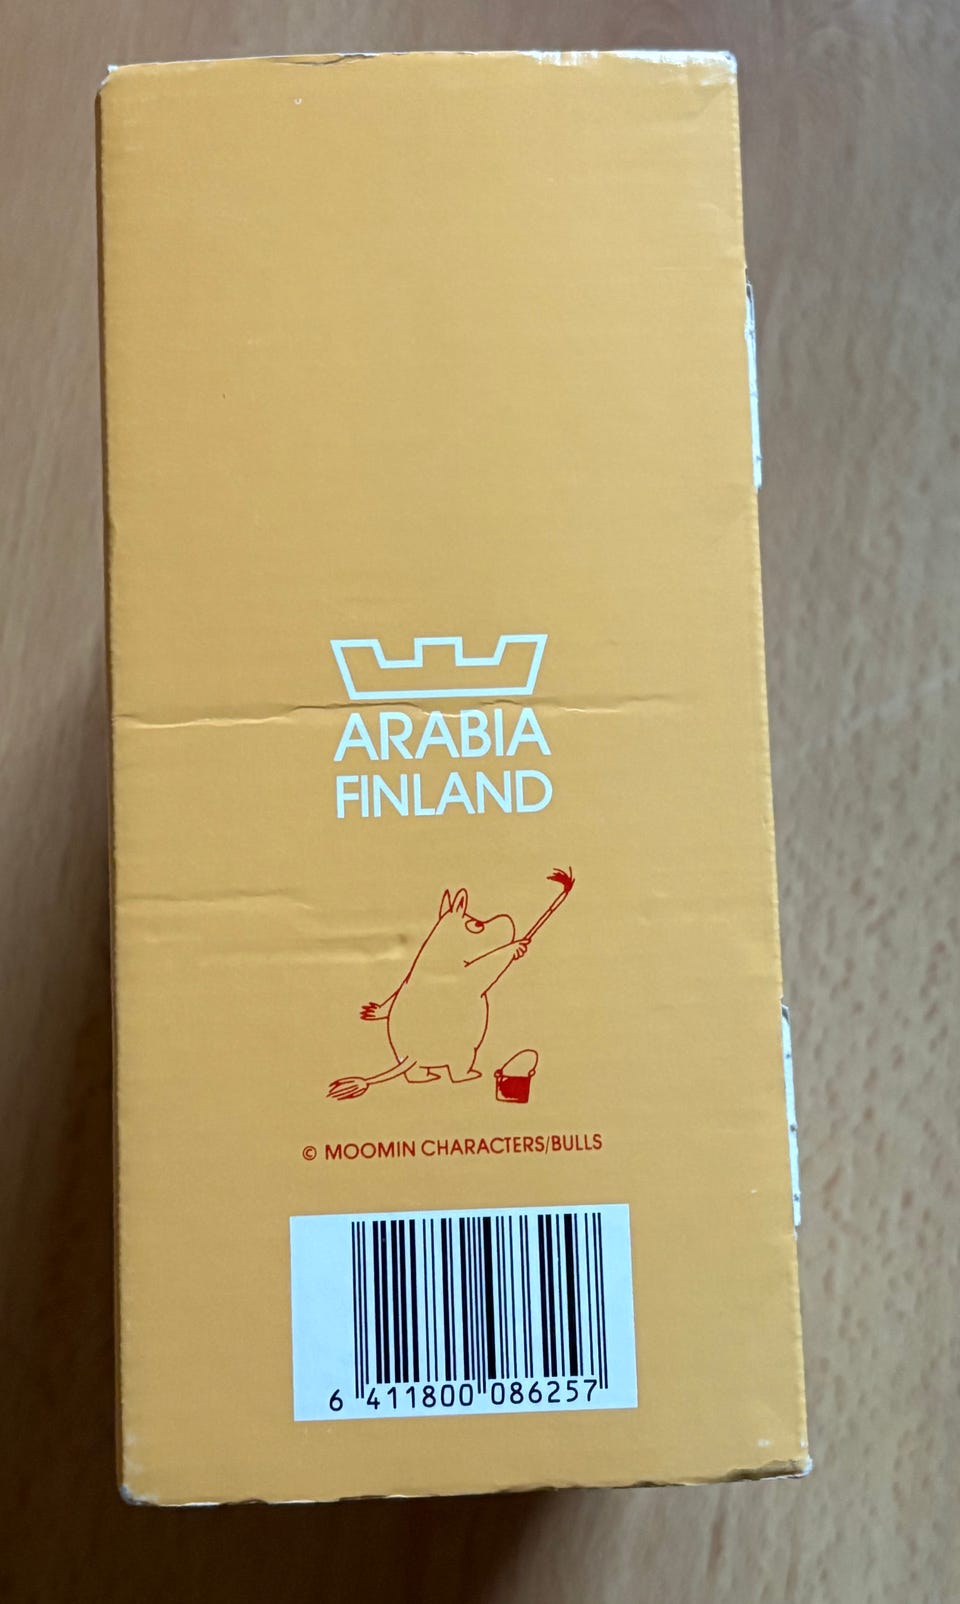 ARABIA
FINLAND
© MOOMIN CHARACTERS/BULLS
6 411800 086257